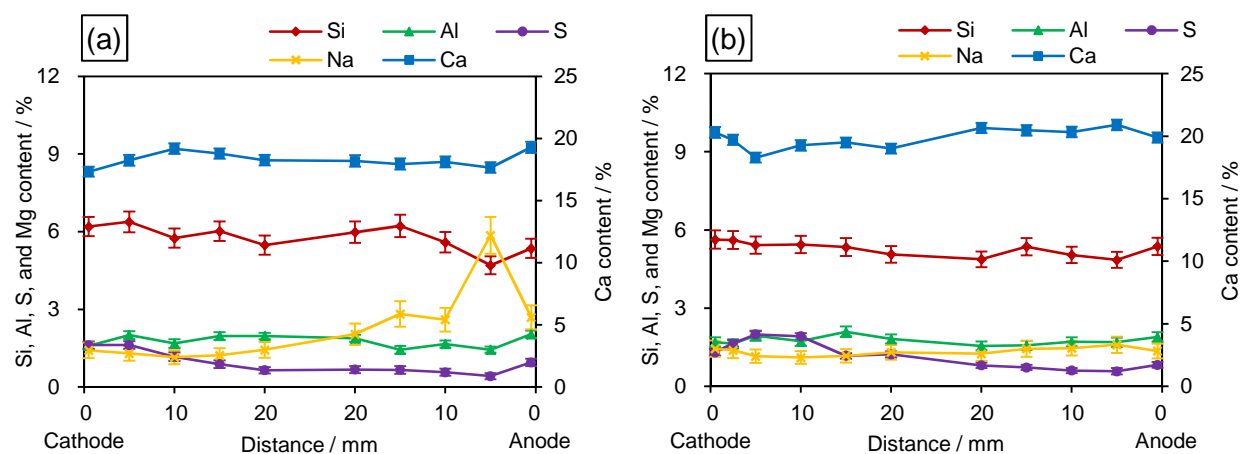 (a)
Si Al S
Na Ca
Si, Al, S, and Mg content / %
12
9
6
3
0
25
20
15
10
5
0
Ca content / %
0 10 20 20 10 0
Cathode Distance / mm Anode
(b)
Si Al S
Na Ca
Si, Al, S, and Mg content / %
12
9
6
3
0
25
20
15
10
5
0
Ca content / %
0 10 20 20 10 0
Cathode Distance / mm Anode